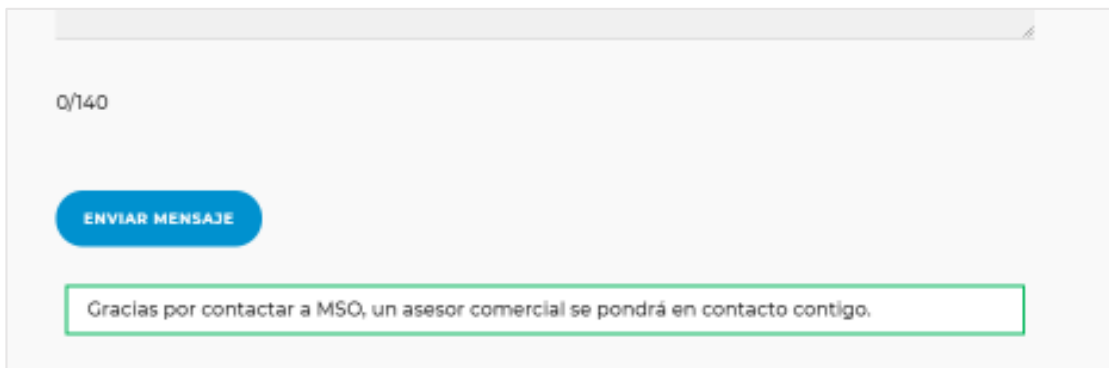 0/140
ENVIAR MENSAJE
Gracias por contactar a MSO, un asesor comercial se pondrá en contacto contigo.